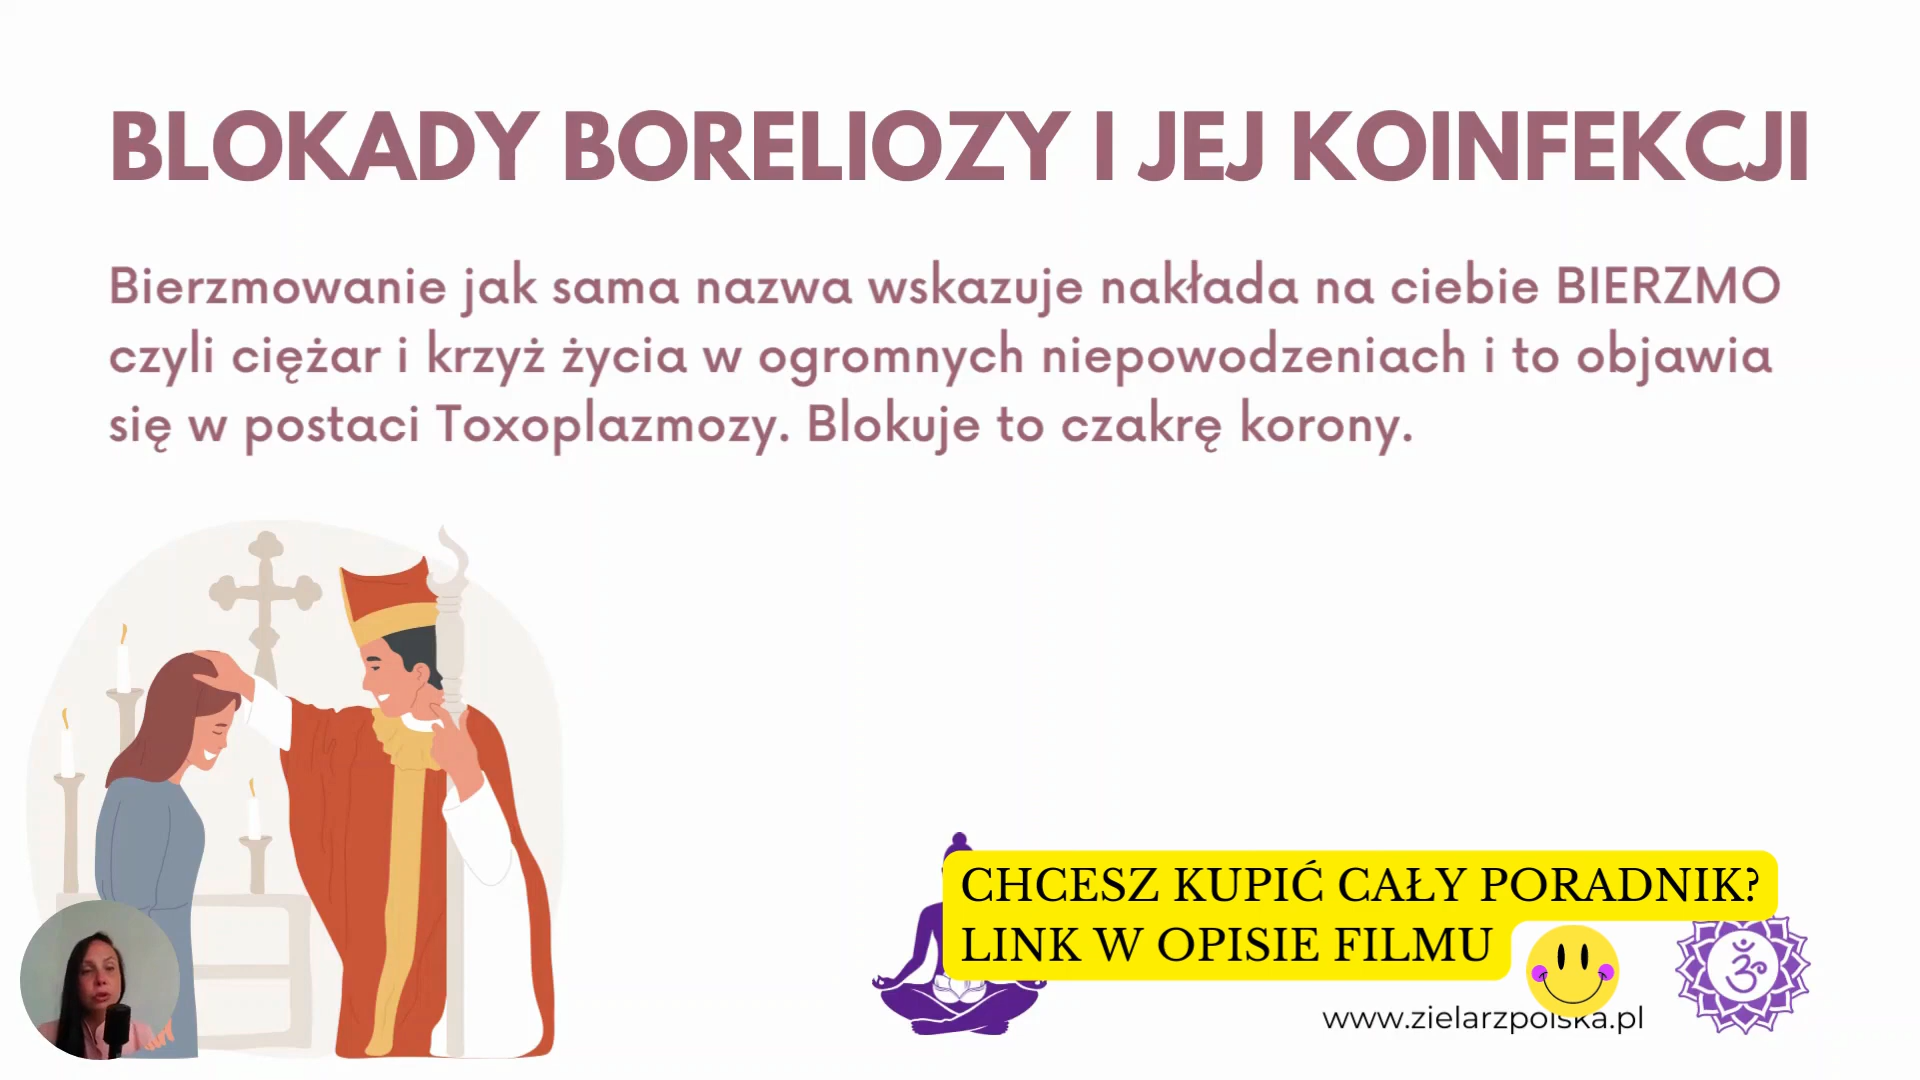 BLOKADY BORELIOZY I JEJ KOINFEKCJI
Bierzmowanie jak sama nazwa wskazuje nakłada na ciebie BIERZMO
czyli ciężar i krzyż życia w ogromnych niepowodzeniach i to objawia
się w postaci Toxoplazmozy. Blokuje to czakrę korony.
CHCESZ KUPIĆ CAŁY PORADNIK?
LINK W OPISIE FILMU
www.zielarzpolska.pl
ॐ